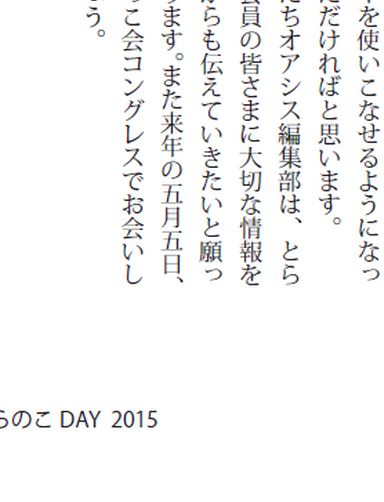 を使いこなせるようになっ
ただければと思います。
たちオアシス編集部は、とら
会員の皆さまに大切な情報を
からも伝えていきたいと願っ
ります。また来年の五月五日、
のこ会コングレスでお会いし
ょう。
らのこ DAY 2015